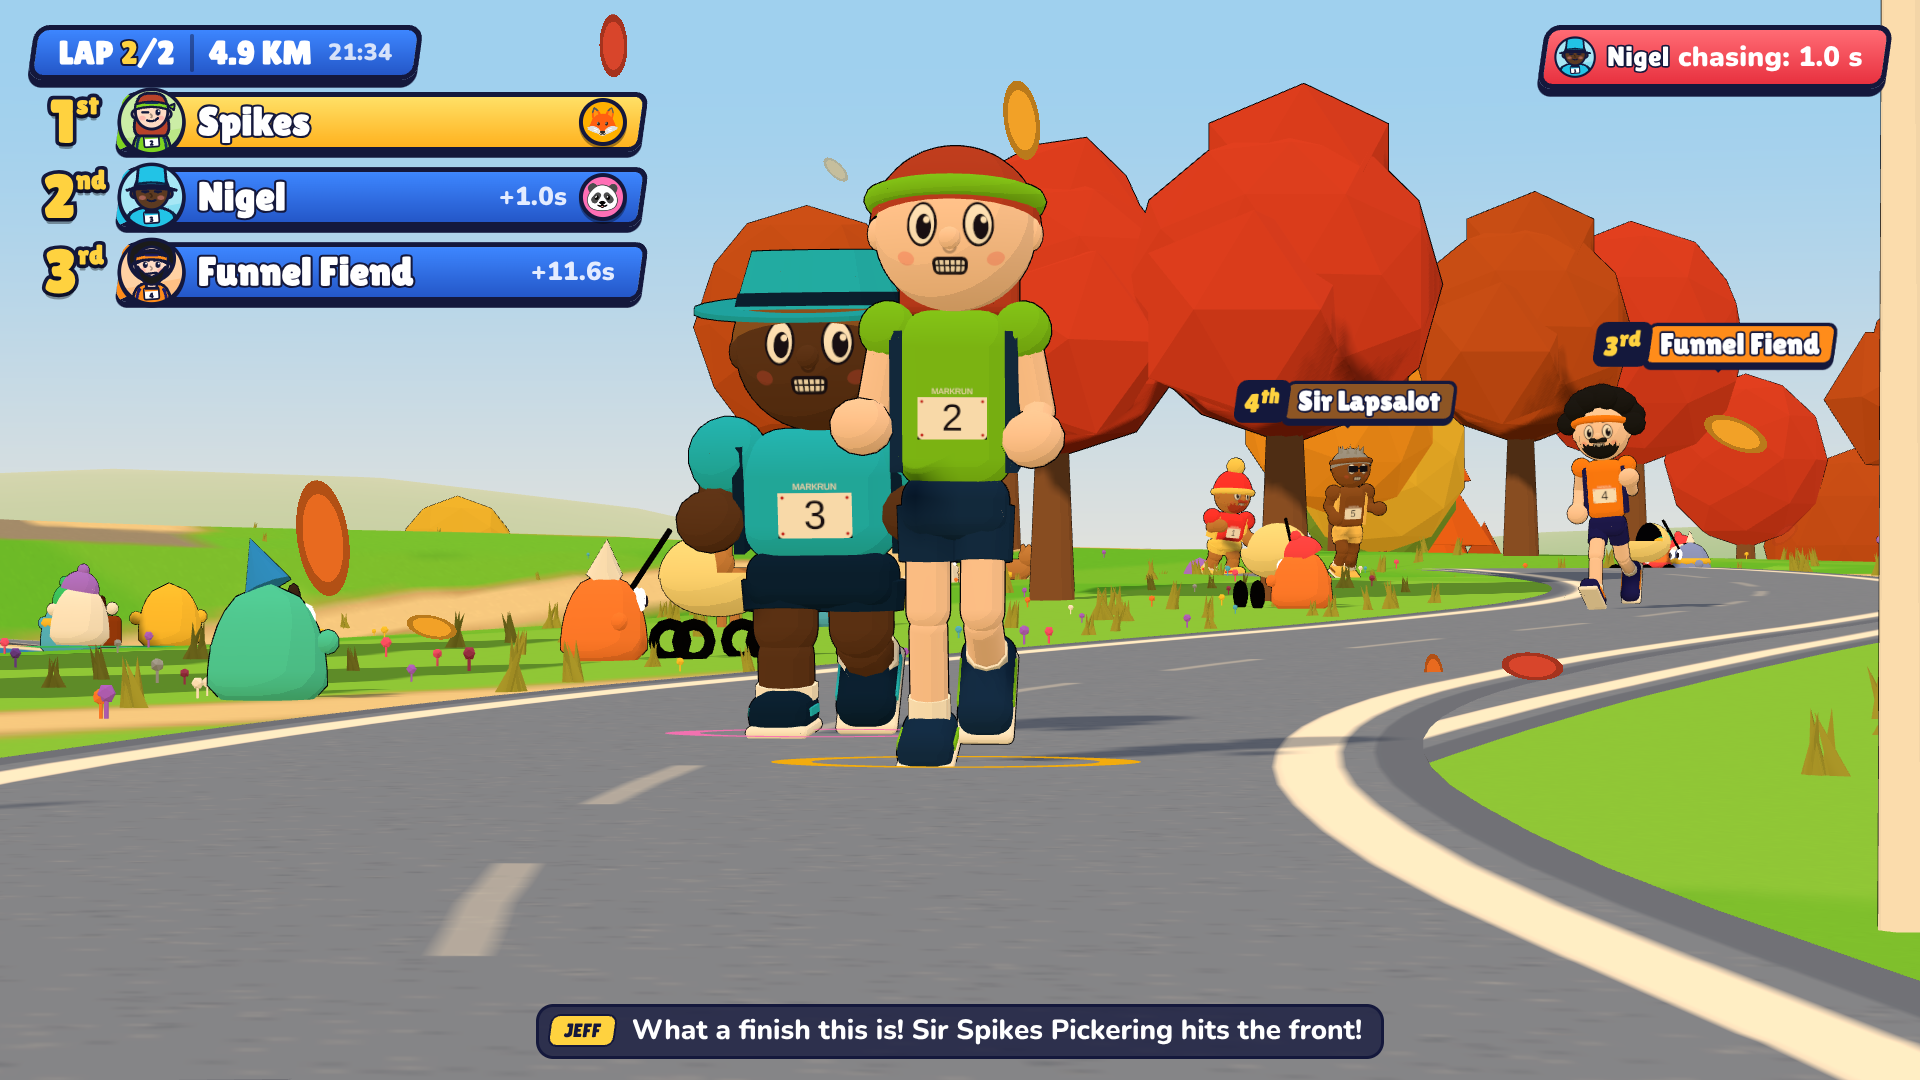 LAP 2/2 4.9 KM 21:34
Nigel chasing: 1.0 s
1st Spikes
2nd Nigel +1.0s
3rd Funnel Fiend +11.6s
3rd Funnel Fiend
4th Sir Lapsalot
MARKRUN
2
MARKRUN
3
4
5
1
JEFF What a finish this is! Sir Spikes Pickering hits the front!